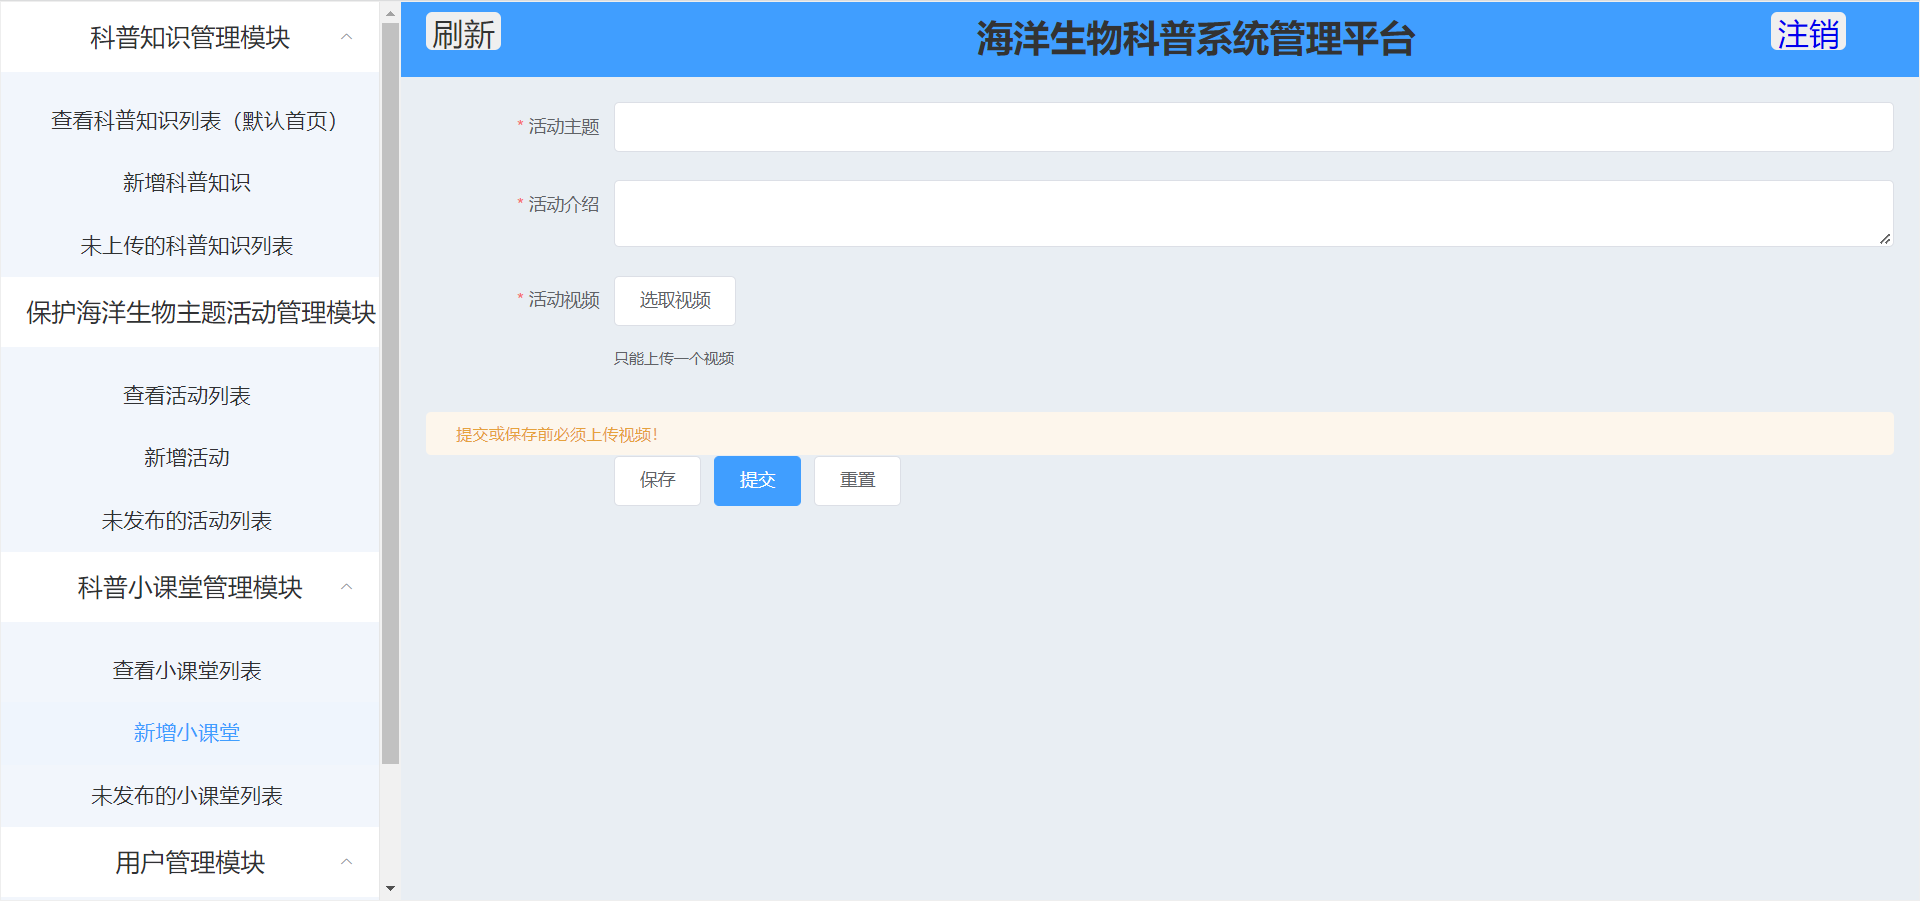 科普知识管理模块
查看科普知识列表（默认首页）
新增科普知识
未上传的科普知识列表
保护海洋生物主题活动管理模块
查看活动列表
新增活动
未发布的活动列表
科普小课堂管理模块
查看小课堂列表
新增小课堂
未发布的小课堂列表
用户管理模块
刷新
海洋生物科普系统管理平台
注销
* 活动主题
* 活动介绍
* 活动视频
选取视频
只能上传一个视频
提交或保存前必须上传视频！
保存
提交
重置